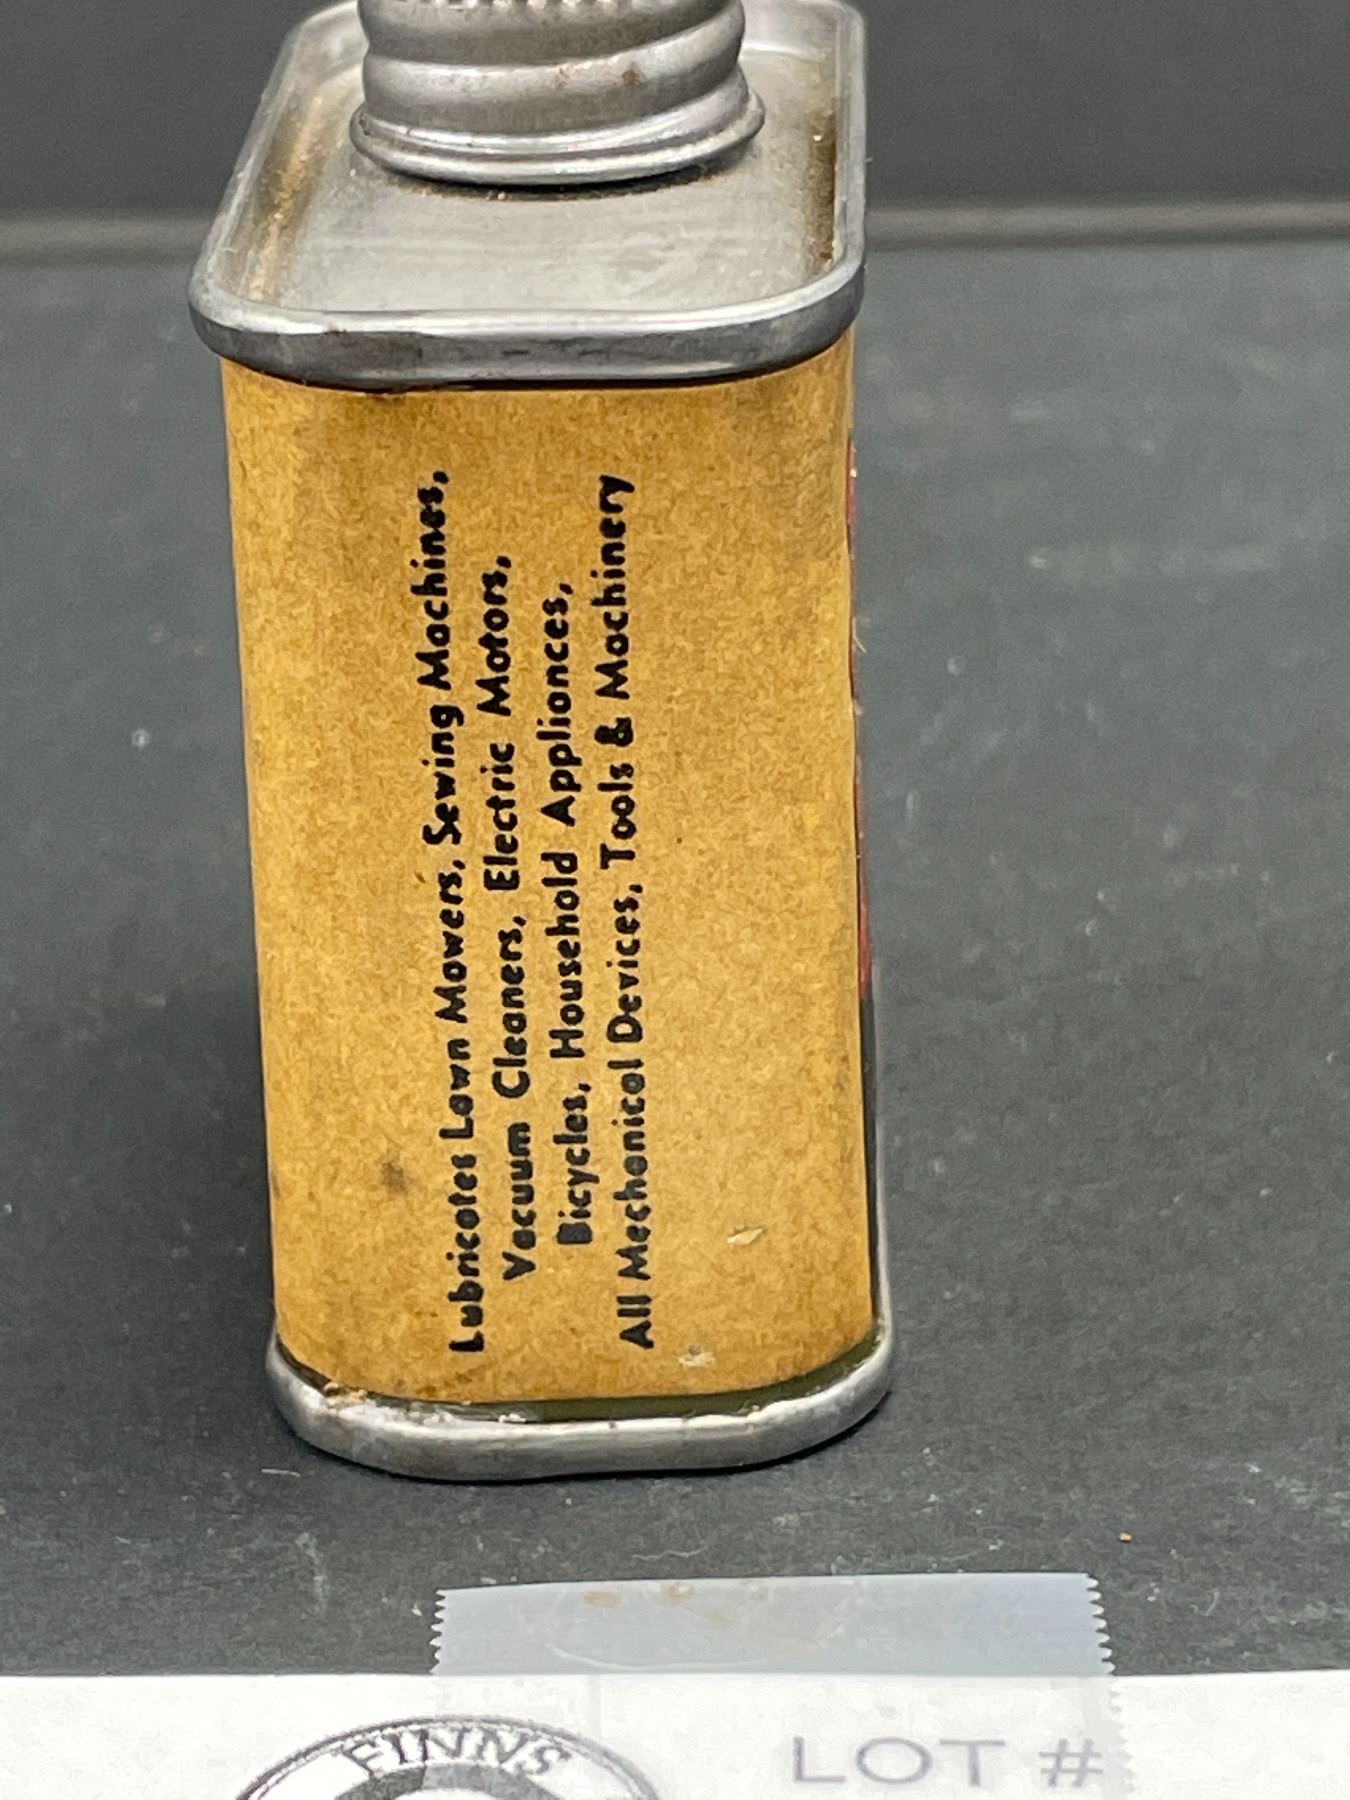 Lubricates Lawn Mowers, Sewing Machines,
Vacuum Cleaners, Electric Motors,
Bicycles, Household Appliances,
All Mechanical Devices, Tools & Machinery
FINNS
LOT #